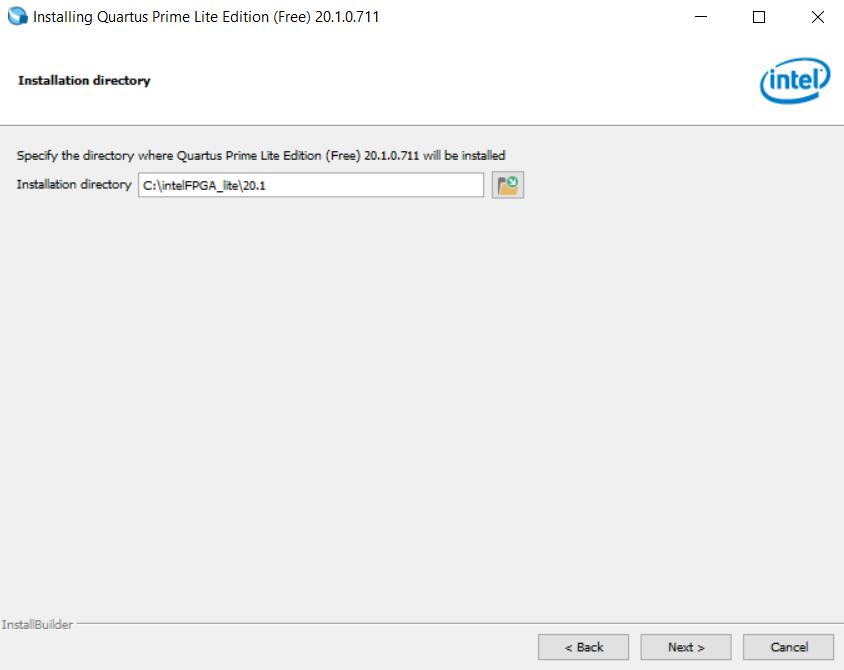 Installing Quartus Prime Lite Edition (Free) 20.1.0.711
Installation directory
intel
Specify the directory where Quartus Prime Lite Edition (Free) 20.1.0.711 will be installed
Installation directory C:\intelFPGA_lite\20.1
InstallBuilder
< Back Next > Cancel